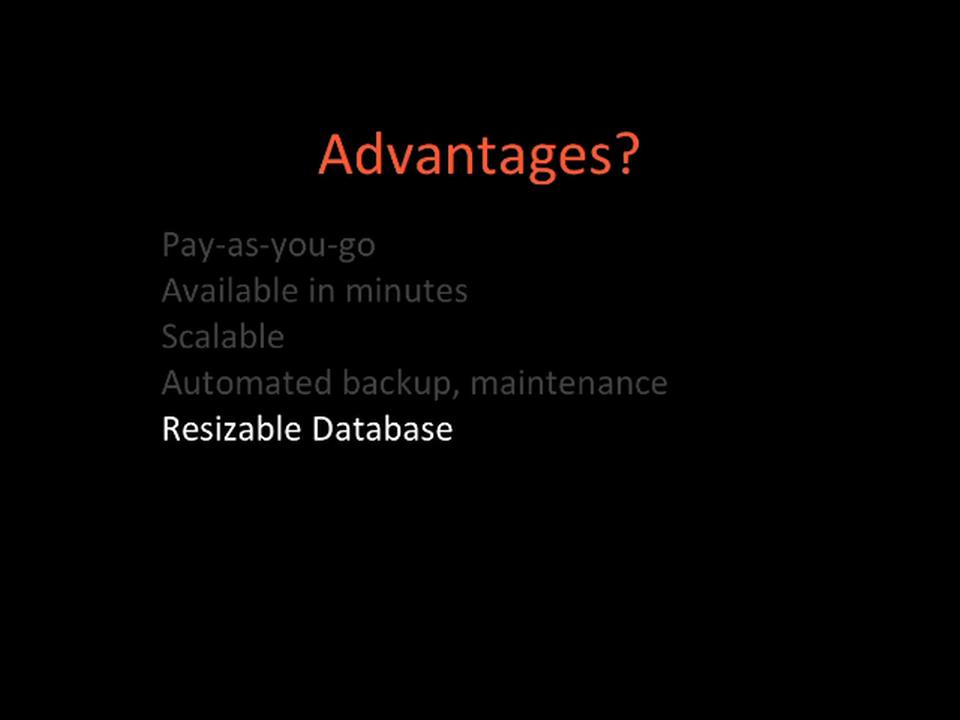 Advantages?
Pay-as-you-go
Available in minutes
Scalable
Automated backup, maintenance
Resizable Database